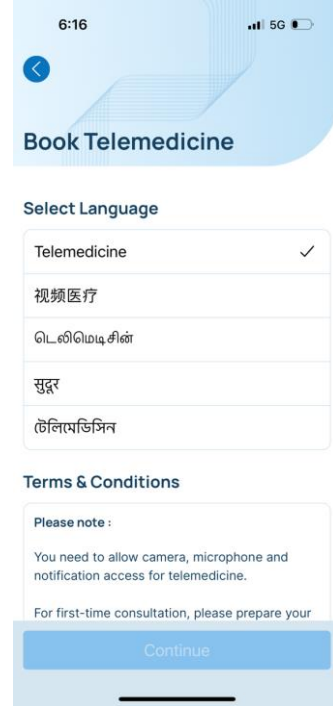 6:16
5G
Book Telemedicine
Select Language
Telemedicine
视频医疗
டெலிமெடிசின்
सुदूर
টেলিমেডিসিন
Terms & Conditions
Please note :
You need to allow camera, microphone and
notification access for telemedicine.
For first-time consultation, please prepare your
Continue